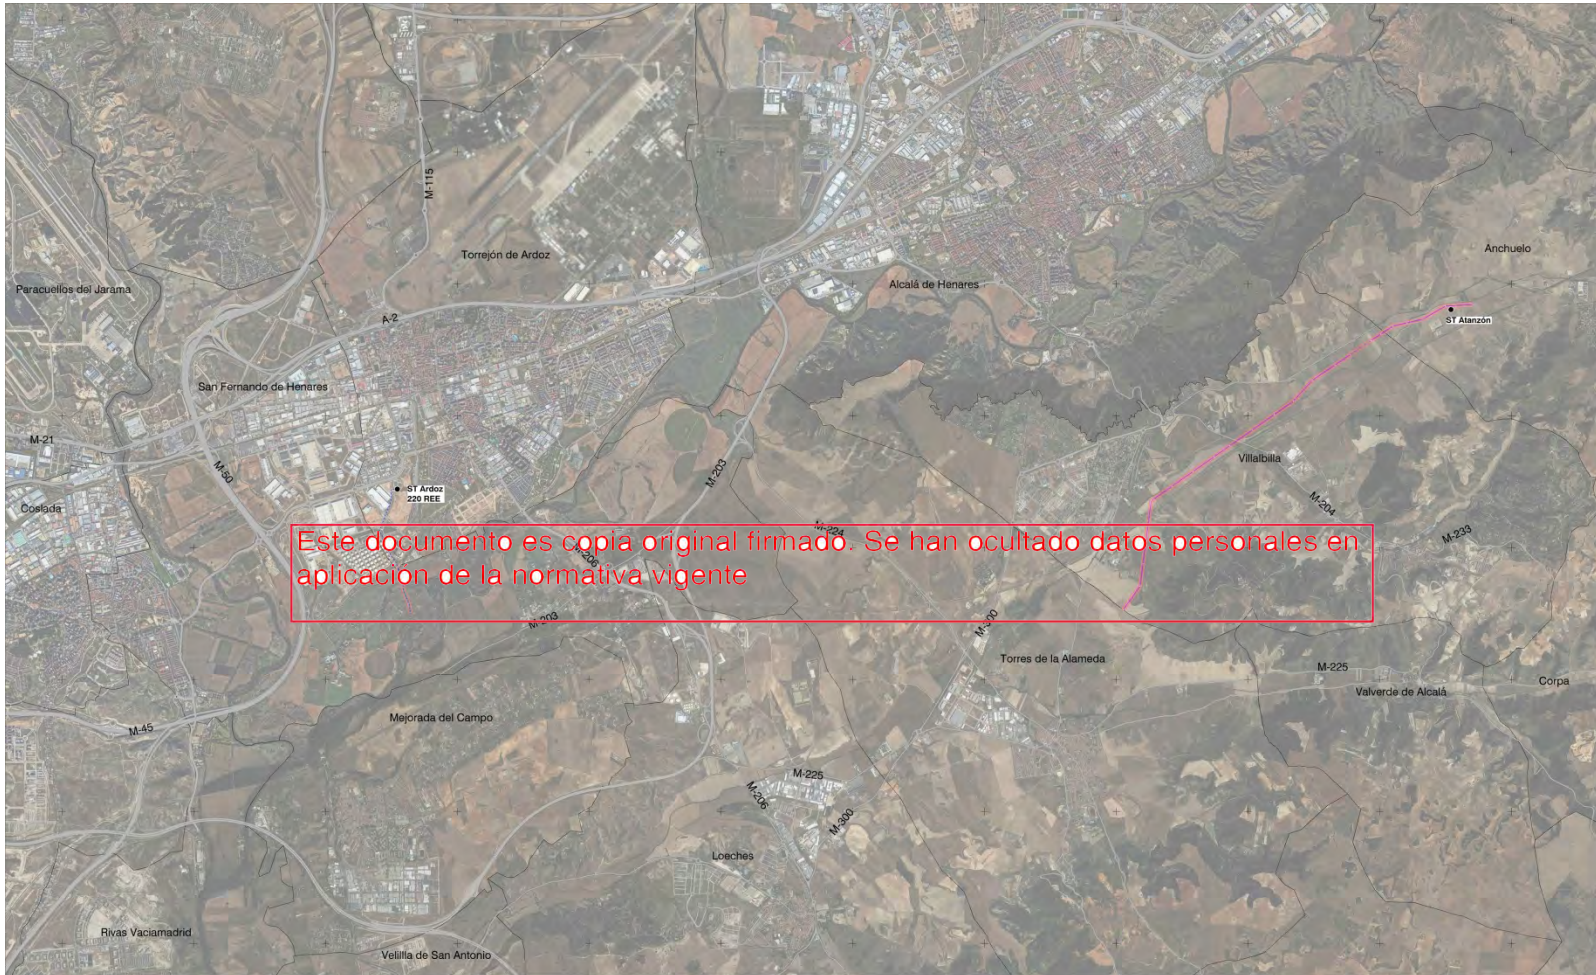 M-115
Torrejón de Ardoz
Anchuelo
Paracuellos del Jarama
Alcalá de Henares
A-2
ST Atanzón
San Fernando de Henares
M-21
M-50
M-203
Villalbilla
ST Ardoz
220 REE
M-204
Coslada
M-224
M-233
Este documento es copia original firmado. Se han ocultado datos personales en
aplicación de la normativa vigente
M-206
M-203
M-300
Torres de la Alameda
M-225
Corpa
Valverde de Alcalá
Mejorada del Campo
M-45
M-225
M-206
M-300
Loeches
Rivas Vaciamadrid
Velilla de San Antonio